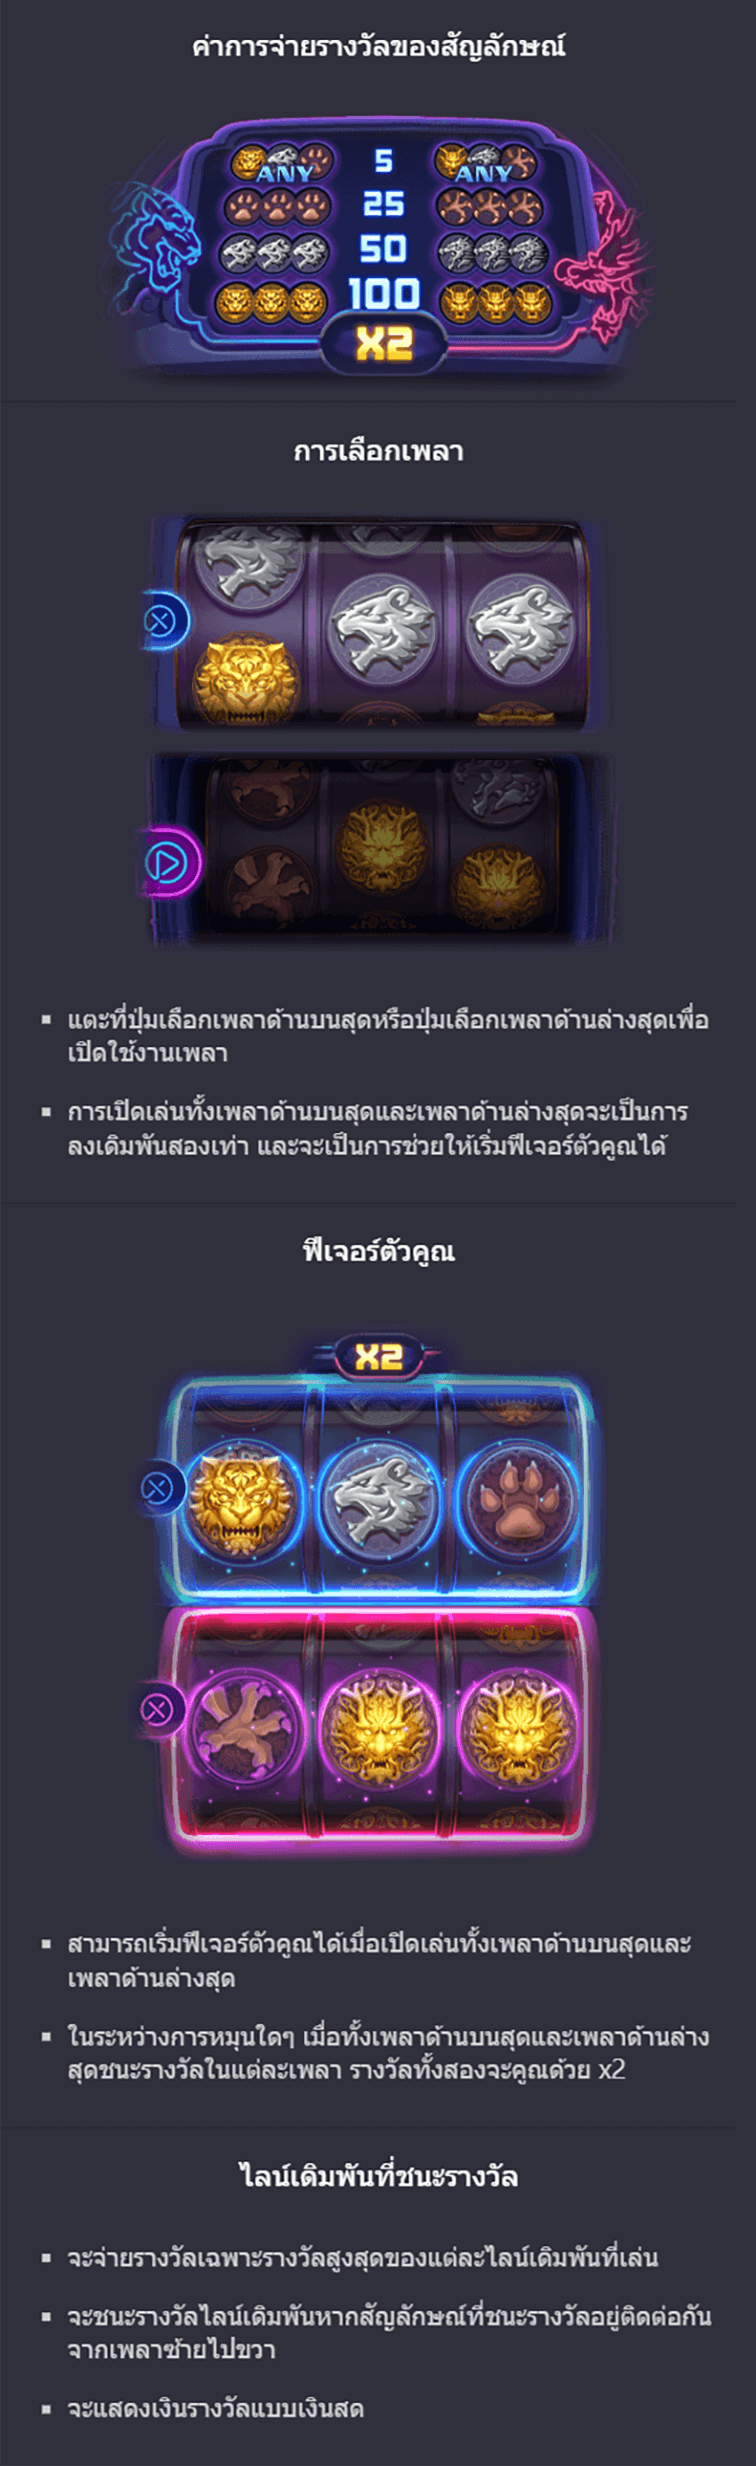 ค่าการจ่ายรางวัลของสัญลักษณ์
ANY 5 ANY
25
50
100
X2
การเลือกเพลา
▪ แตะที่ปุ่มเลือกเพลาด้านบนสุดหรือปุ่มเลือกเพลาด้านล่างสุดเพื่อ
เปิดใช้งานเพลา
▪ การเปิดเล่นทั้งเพลาด้านบนสุดและเพลาด้านล่างสุดจะเป็นการ
ลงเดิมพันสองเท่า และจะเป็นการช่วยให้เริ่มฟีเจอร์ตัวคูณได้
ฟีเจอร์ตัวคูณ
X2
▪ สามารถเริ่มฟีเจอร์ตัวคูณได้เมื่อเปิดเล่นทั้งเพลาด้านบนสุดและ
เพลาด้านล่างสุด
▪ ในระหว่างการหมุนใดๆ เมื่อทั้งเพลาด้านบนสุดและเพลาด้านล่าง
สุดชนะรางวัลในแต่ละเพลา รางวัลทั้งสองจะคูณด้วย x2
ไลน์เดิมพันที่ชนะรางวัล
▪ จะจ่ายรางวัลเฉพาะรางวัลสูงสุดของแต่ละไลน์เดิมพันที่เล่น
▪ จะชนะรางวัลไลน์เดิมพันหากสัญลักษณ์ที่ชนะรางวัลอยู่ติดต่อกัน
จากเพลาซ้ายไปขวา
▪ จะแสดงเงินรางวัลแบบเงินสด